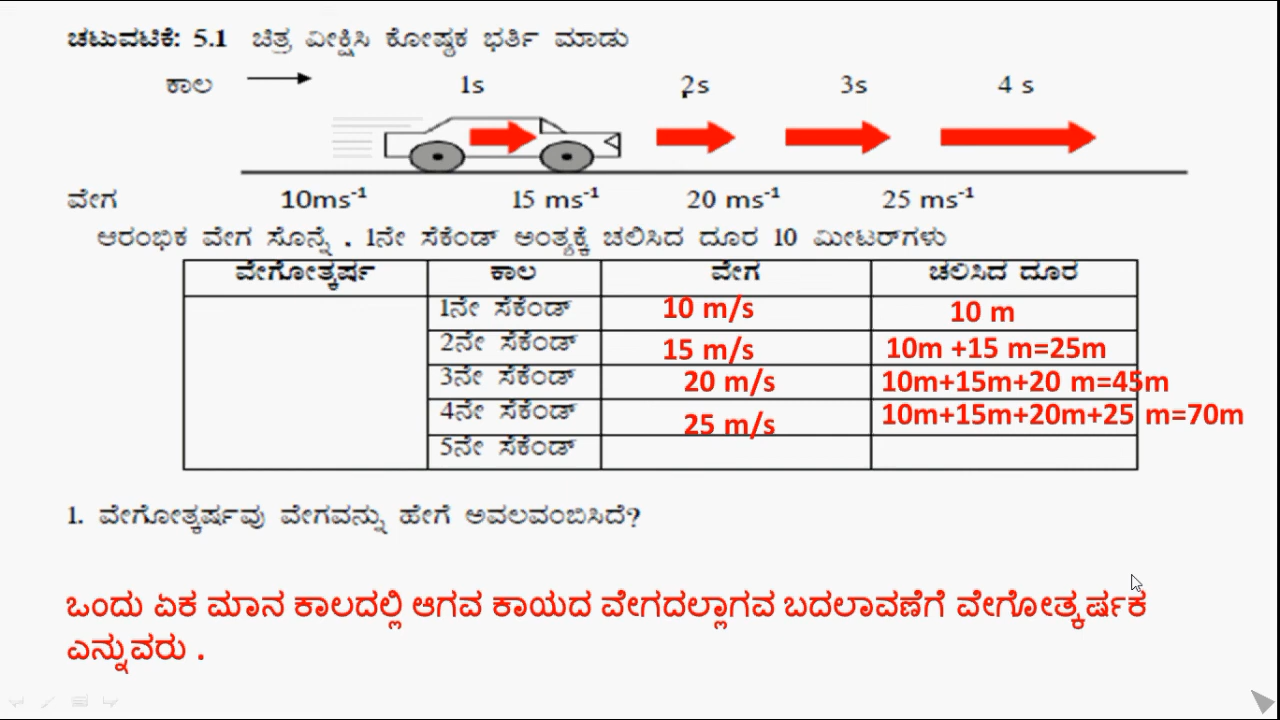 ಚಟುವಟಿಕೆ: 5.1 ಚಿತ್ರ ವೀಕ್ಷಿಸಿ ಕೋಷ್ಠಕ ಭರ್ತಿ ಮಾಡು
ಕಾಲ 1s 2s 3s 4 s
ವೇಗ 10ms⁻¹ 15 ms⁻¹ 20 ms⁻¹ 25 ms⁻¹
ಆರಂಭಿಕ ವೇಗ ಸೊನ್ನೆ . 1ನೇ ಸೆಕೆಂಡ್ ಅಂತ್ಯಕ್ಕೆ ಚಲಿಸಿದ ದೂರ 10 ಮೀಟರ್‌ಗಳು
ವೇಗೋತ್ಕರ್ಷ ಕಾಲ ವೇಗ ಚಲಿಸಿದ ದೂರ
1ನೇ ಸೆಕೆಂಡ್ 10 m/s 10 m
2ನೇ ಸೆಕೆಂಡ್ 15 m/s 10m +15 m=25m
3ನೇ ಸೆಕೆಂಡ್ 20 m/s 10m+15m+20 m=45m
4ನೇ ಸೆಕೆಂಡ್ 25 m/s 10m+15m+20m+25 m=70m
5ನೇ ಸೆಕೆಂಡ್
1. ವೇಗೋತ್ಕರ್ಷವು ವೇಗವನ್ನು ಹೇಗೆ ಅವಲವಂಬಿಸಿದೆ?
ಒಂದು ಏಕ ಮಾನ ಕಾಲದಲ್ಲಿ ಆಗವ ಕಾಯದ ವೇಗದಲ್ಲಾಗವ ಬದಲಾವಣೆಗೆ ವೇಗೋತ್ಕರ್ಷಕ
ಎನ್ನುವರು .